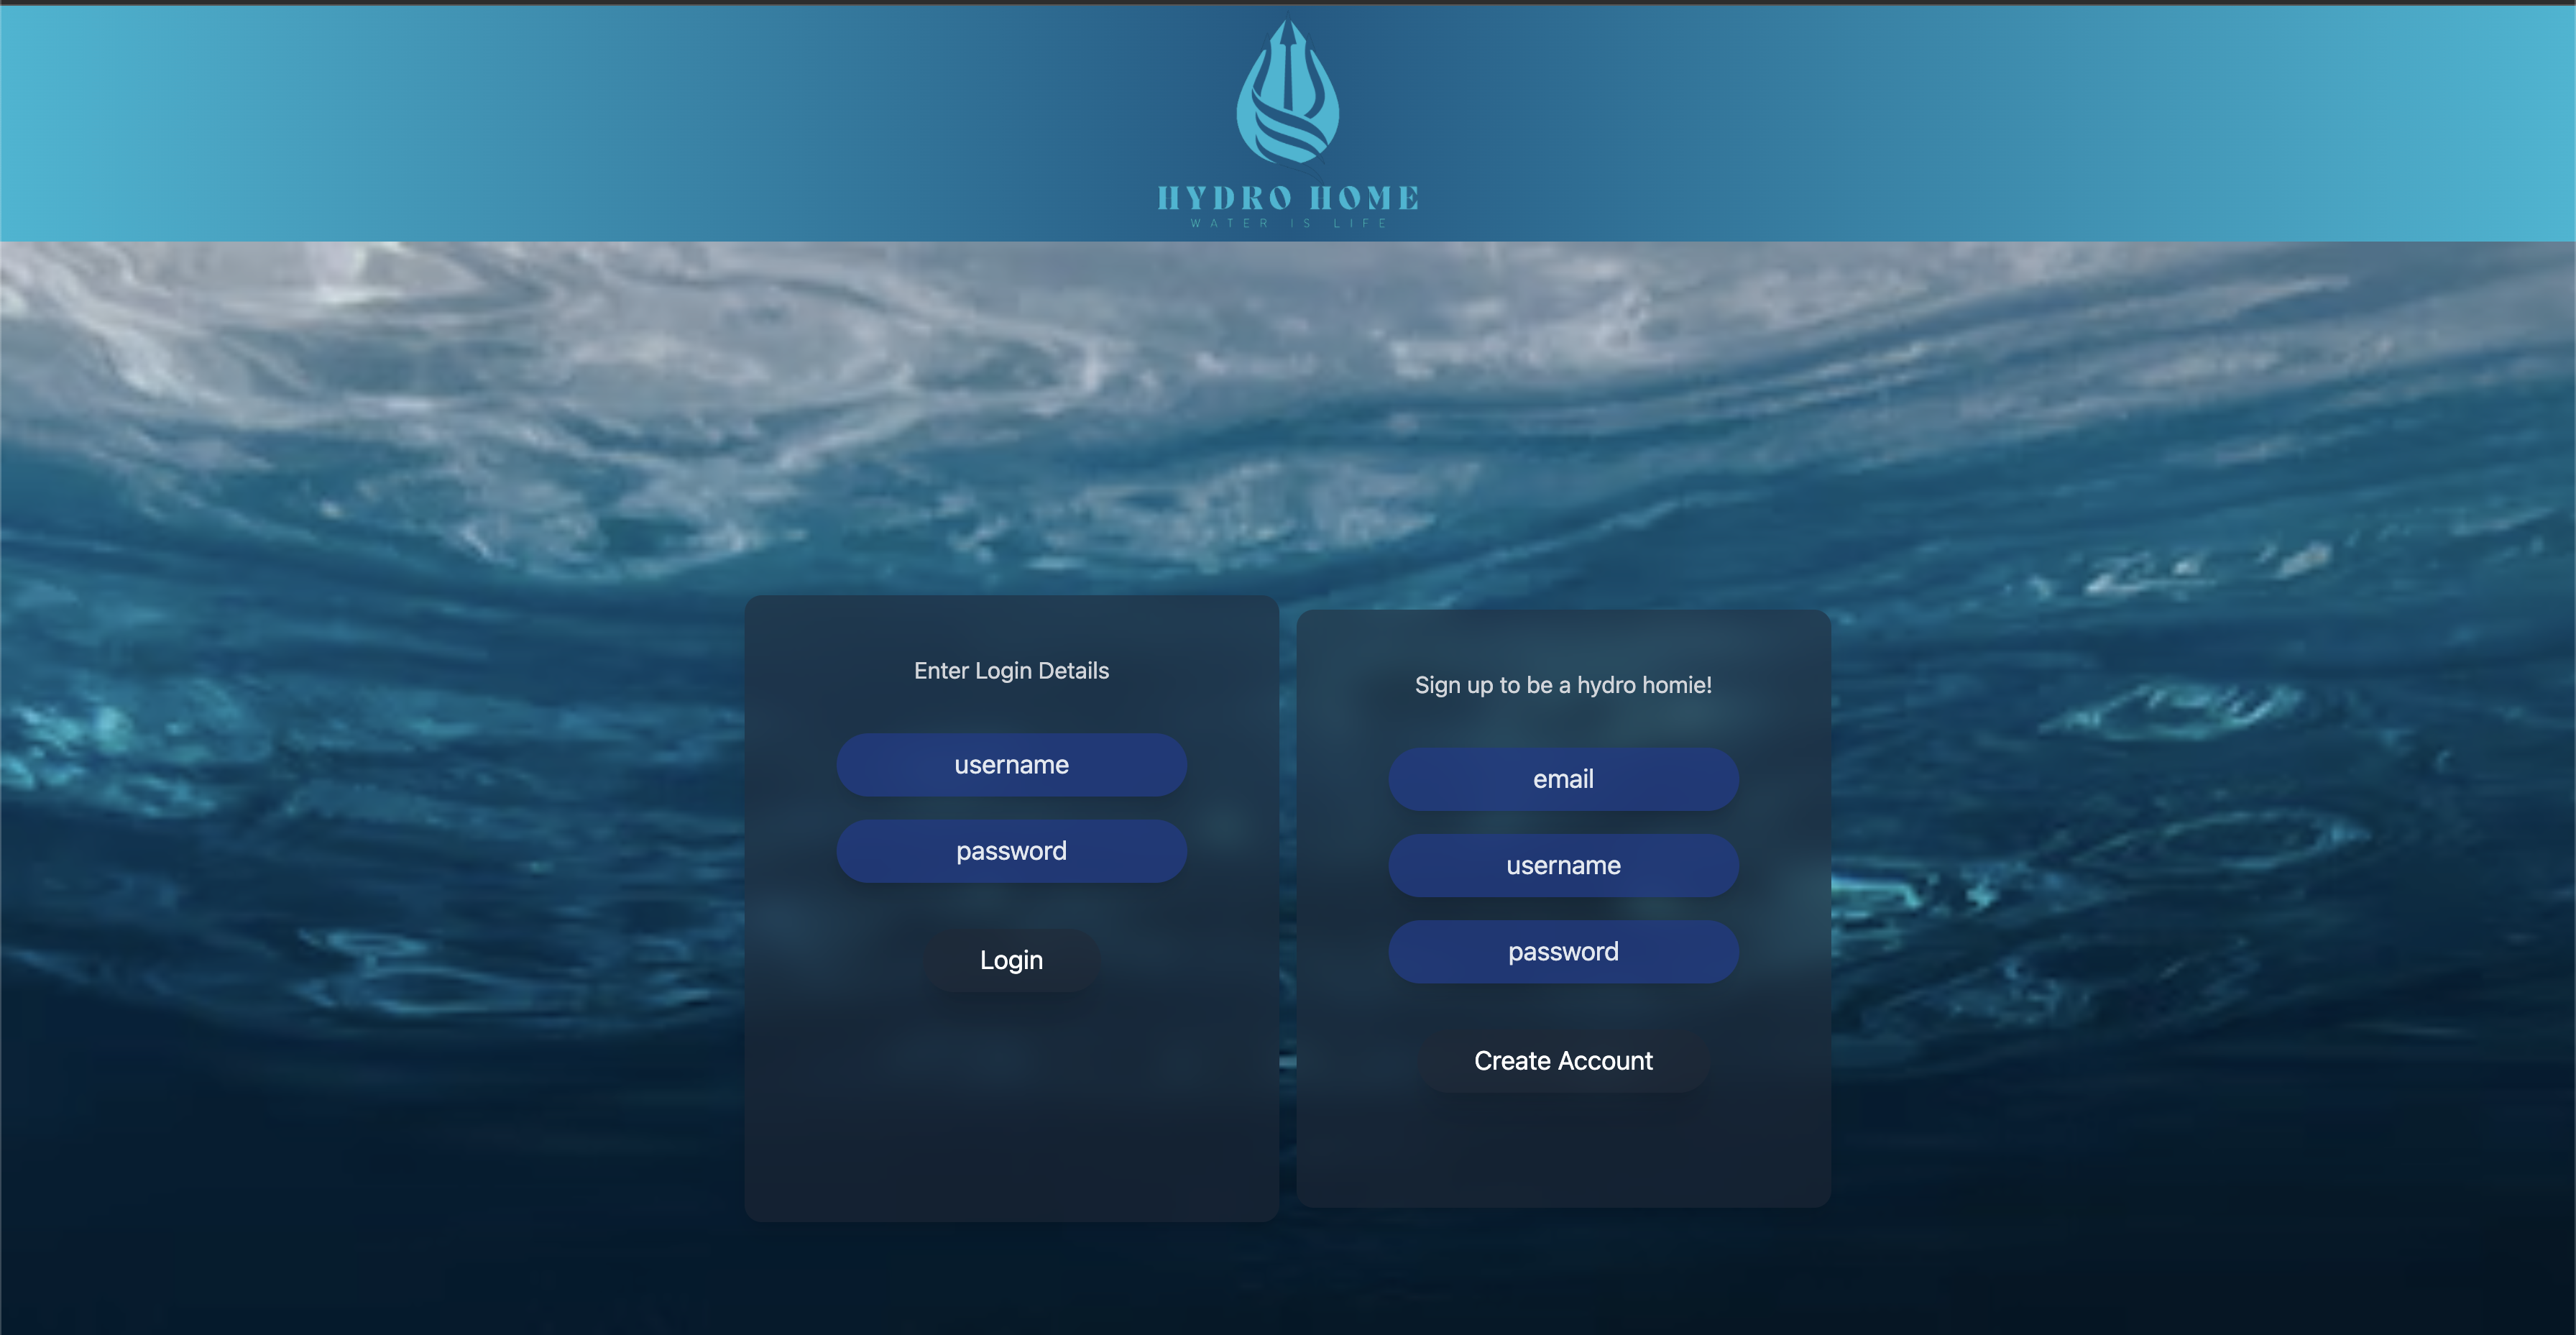 HYDRO HOME
WATER IS LIFE
Enter Login Details
username
password
Login
Sign up to be a hydro homie!
email
username
password
Create Account